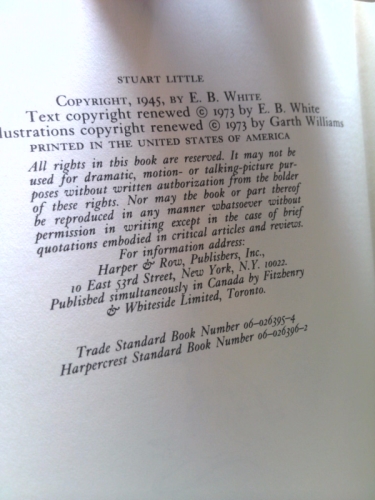 STUART LITTLE
COPYRIGHT, 1945, BY E. B. WHITE
Text copyright renewed © 1973 by E. B. White
lustrations copyright renewed © 1973 by Garth Williams
PRINTED IN THE UNITED STATES OF AMERICA
All rights in this book are reserved. It may not be
used for dramatic, motion- or talking-picture pur-
poses without written authorization from the holder
of these rights. Nor may the book or part thereof
be reproduced in any manner whatsoever without
permission in writing except in the case of brief
quotations embodied in critical articles and reviews.
For information address:
Harper & Row, Publishers, Inc.,
10 East 53rd Street, New York, N.Y. 10022.
Published simultaneously in Canada by Fitzhenry
& Whiteside Limited, Toronto.
Trade Standard Book Number 06-026395-4
Harpercrest Standard Book Number 06-026396-2